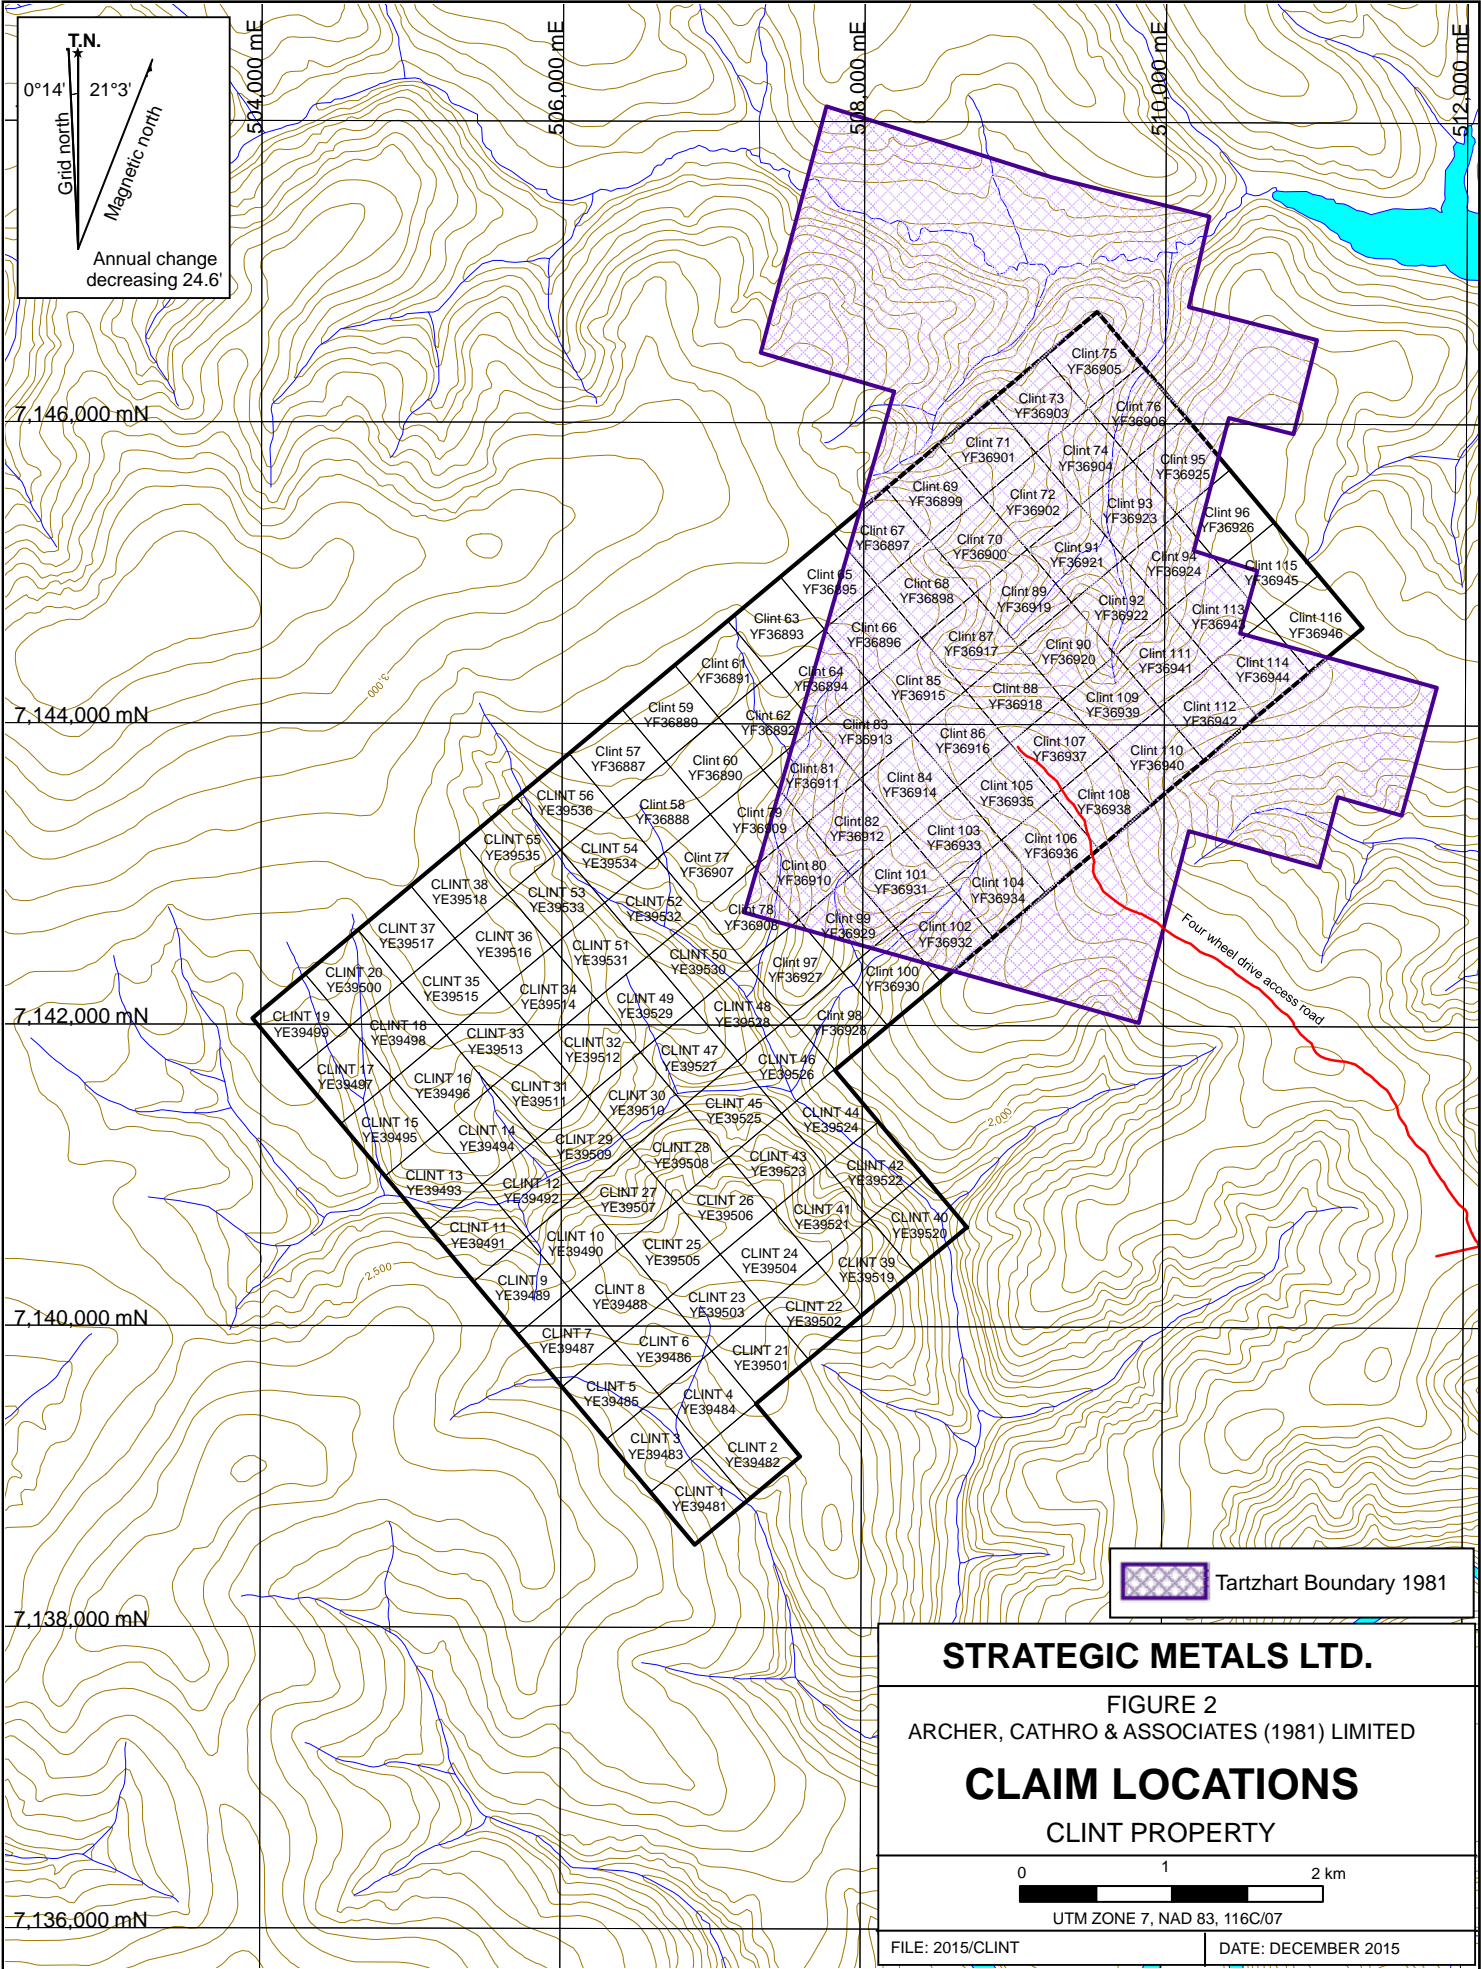 T.N.
0°14'
21°3'
Grid north
Magnetic north
Annual change
decreasing 24.6'
504,000 mE
506,000 mE
508,000 mE
510,000 mE
512,000 mE
7,146,000 mN
7,144,000 mN
7,142,000 mN
7,140,000 mN
7,138,000 mN
7,136,000 mN
Clint 75
YF36905
Clint 73
YF36903
Clint 76
YF36906
Clint 71
YF36901
Clint 74
YF36904
Clint 95
YF36925
Clint 69
YF36899
Clint 72
YF36902
Clint 93
YF36923
Clint 96
YF36926
Clint 67
YF36897
Clint 70
YF36900
Clint 91
YF36921
Clint 94
YF36924
Clint 115
YF36945
Clint 65
YF36895
Clint 68
YF36898
Clint 89
YF36919
Clint 92
YF36922
Clint 113
YF36943
Clint 116
YF36946
Clint 63
YF36893
Clint 66
YF36896
Clint 87
YF36917
Clint 90
YF36920
Clint 111
YF36941
Clint 114
YF36944
Clint 61
YF36891
Clint 64
YF36894
Clint 85
YF36915
Clint 88
YF36918
Clint 109
YF36939
Clint 112
YF36942
Clint 59
YF36889
Clint 62
YF36892
Clint 83
YF36913
Clint 86
YF36916
Clint 107
YF36937
Clint 110
YF36940
Clint 57
YF36887
Clint 60
YF36890
Clint 81
YF36911
Clint 84
YF36914
Clint 105
YF36935
Clint 108
YF36938
CLINT 56
YE39536
Clint 58
YF36888
Clint 79
YF36909
Clint 82
YF36912
Clint 103
YF36933
Clint 106
YF36936
CLINT 55
YE39535
CLINT 54
YE39534
Clint 77
YF36907
Clint 80
YF36910
Clint 101
YF36931
Clint 104
YF36934
CLINT 38
YE39518
CLINT 53
YE39533
CLINT 52
YE39532
Clint 78
YF36908
Clint 99
YF36929
Clint 102
YF36932
CLINT 37
YE39517
CLINT 36
YE39516
CLINT 51
YE39531
CLINT 50
YE39530
Clint 97
YF36927
Clint 100
YF36930
CLINT 20
YE39500
CLINT 35
YE39515
CLINT 34
YE39514
CLINT 49
YE39529
CLINT 48
YE39528
Clint 98
YF36928
CLINT 19
YE39499
CLINT 18
YE39498
CLINT 33
YE39513
CLINT 32
YE39512
CLINT 47
YE39527
CLINT 46
YE39526
CLINT 17
YE39497
CLINT 16
YE39496
CLINT 31
YE39511
CLINT 30
YE39510
CLINT 45
YE39525
CLINT 44
YE39524
CLINT 15
YE39495
CLINT 14
YE39494
CLINT 29
YE39509
CLINT 28
YE39508
CLINT 43
YE39523
CLINT 42
YE39522
CLINT 13
YE39493
CLINT 12
YE39492
CLINT 27
YE39507
CLINT 26
YE39506
CLINT 41
YE39521
CLINT 40
YE39520
CLINT 11
YE39491
CLINT 10
YE39490
CLINT 25
YE39505
CLINT 24
YE39504
CLINT 39
YE39519
CLINT 9
YE39489
CLINT 8
YE39488
CLINT 23
YE39503
CLINT 22
YE39502
CLINT 7
YE39487
CLINT 6
YE39486
CLINT 21
YE39501
CLINT 5
YE39485
CLINT 4
YE39484
CLINT 3
YE39483
CLINT 2
YE39482
CLINT 1
YE39481
3,000
2,000
2,500
Four wheel drive access road
Tartzhart Boundary 1981
STRATEGIC METALS LTD.
FIGURE 2
ARCHER, CATHRO & ASSOCIATES (1981) LIMITED
CLAIM LOCATIONS
CLINT PROPERTY
0 1 2 km
UTM ZONE 7, NAD 83, 116C/07
FILE: 2015/CLINT
DATE: DECEMBER 2015